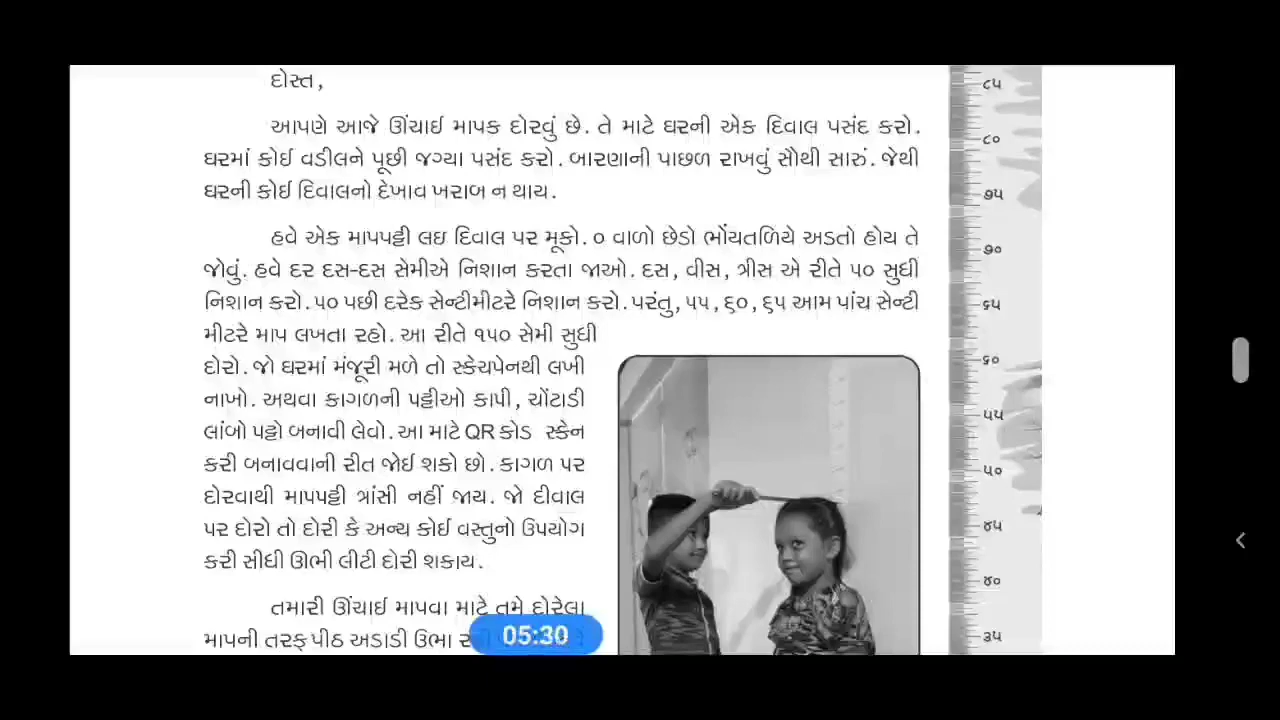 દોસ્ત,
આપણે આજે ઊંચાઈ માપક દોરવું છે. તે માટે ઘરની એક દિવાલ પસંદ કરો.
ઘરમાં કોઈ વડીલને પૂછી જગ્યા પસંદ કરો. બારણાની પાછળ રાખવું સૌથી સારું. જેથી
ઘરની કોઈ દિવાલનો દેખાવ ખરાબ ન થાય.
હવે એક માપપટ્ટી લઇ દિવાલ પર મૂકો. ૦ વાળો છેડો ભોંયતળિયે અડતો હોય તે
જોવું. હવે દર દસ-દસ સેમીએ નિશાન કરતા જાઓ. દસ, વીસ, ત્રીસ એ રીતે ૫૦ સુધી
નિશાન કરો. ૫૦ પછી દરેક સેન્ટીમીટરે નિશાન કરો. પરંતુ, ૫૫, ૬૦, ૬૫ આમ પાંચ સેન્ટી
મીટરે માપ લખતા રહો. આ રીતે ૧૫૦ સેમી સુધી
દોરો. જો ઘરમાં મંજૂરી મળે તો સ્કેચપેનથી લખી
નાખો. અથવા કાગળની પટ્ટીઓ કાપી, ચોંટાડી
લાંબો પટ્ટો બનાવી લેવો. આ માટે QR કોડ સ્કેન
કરી બનાવવાની રીત જોઈ શકો છો. કાગળ પર
દોરવાથી માપપટ્ટી ત્રાંસી નહીં જાય. જો દીવાલ
પર દોરો તો દોરી કે અન્ય કોઈ વસ્તુનો ઉપયોગ
કરી સીધી ઊભી લીટી દોરી શકાય.
તમારી ઊંચાઈ માપવા માટે તમે દોરેલા
માપની તરફ પીઠ અડાડી ઉભા
05:30
૮૫
૮૦
૭૫
૭૦
૬૫
૬૦
૫૫
૫૦
૪૫
૪૦
૩૫